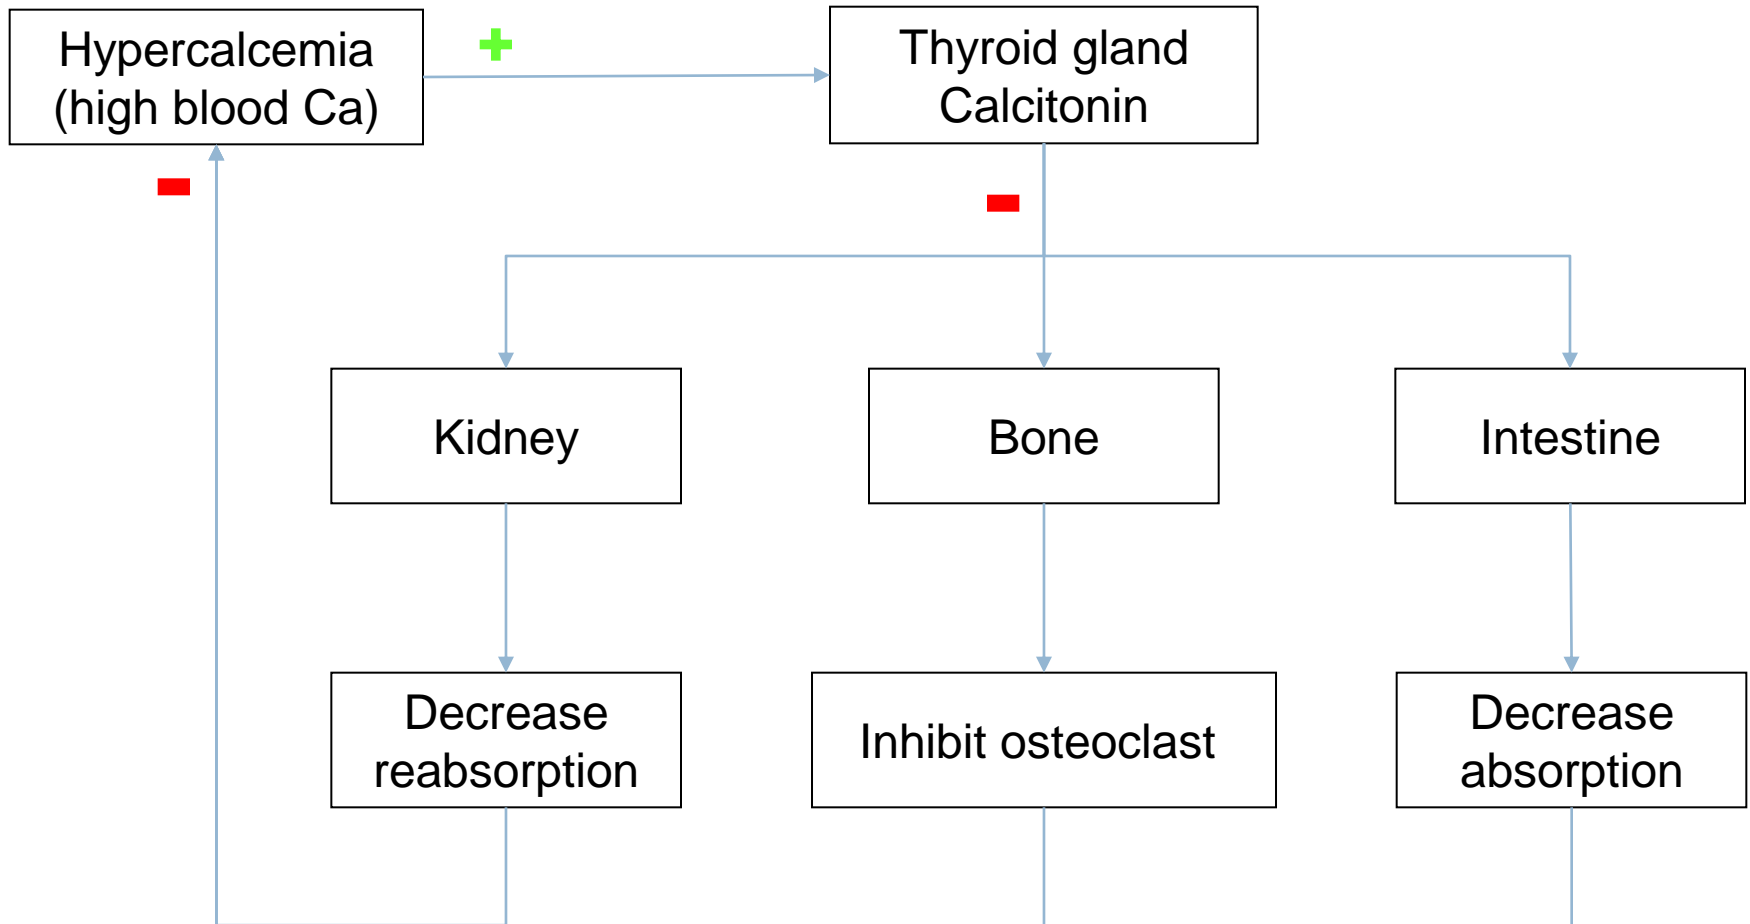 Hypercalcemia
(high blood Ca)
+
Thyroid gland
Calcitonin
-
-
Kidney
Bone
Intestine
Decrease
reabsorption
Inhibit osteoclast
Decrease
absorption